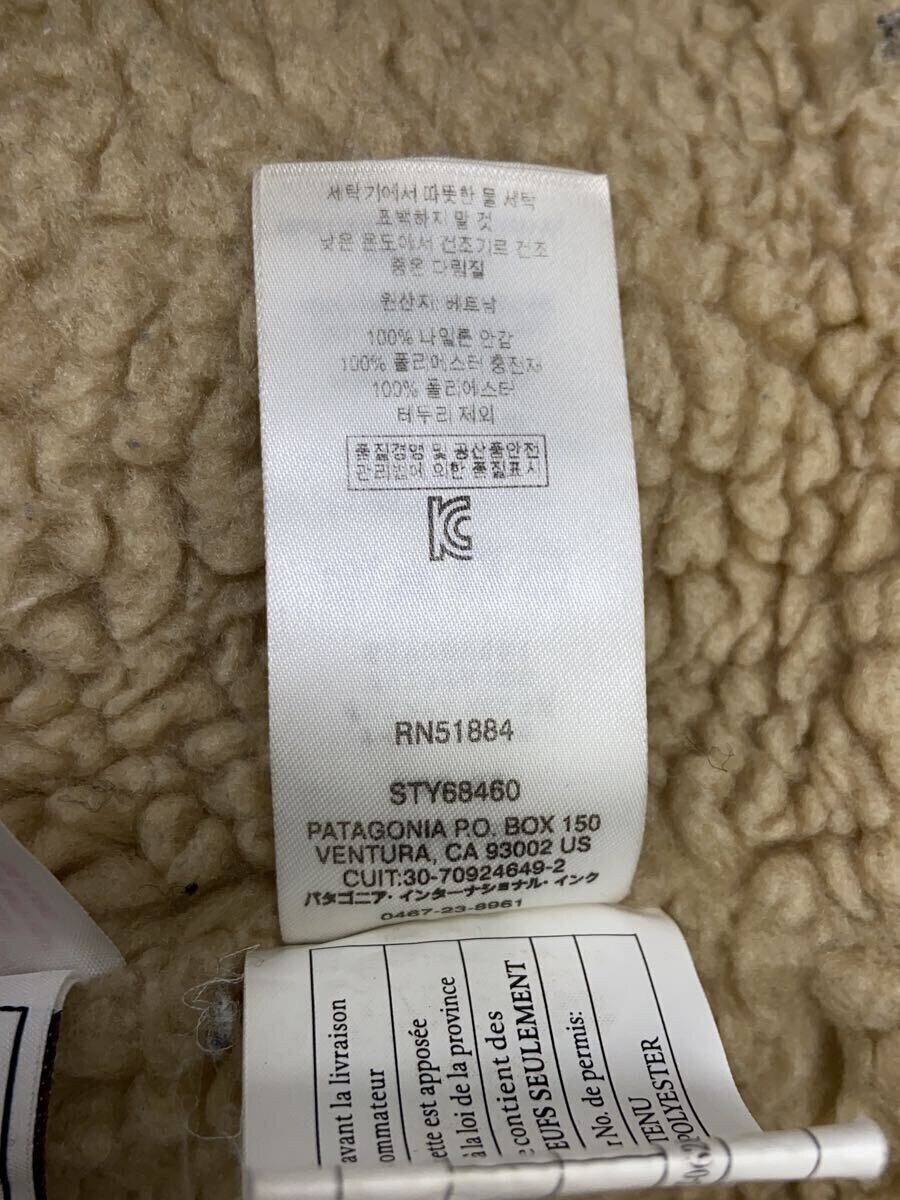 세탁기에서 따뜻한 물 세탁
표백하지 말 것
낮은 온도에서 건조기로 건조
중온 다림질
원산지: 베트남
100% 나일론 안감
100% 폴리에스터 충전재
100% 폴리에스터
테두리 제외
품질경영 및 공산품안전
관리법에 의한 품질표시
RN51884
STY68460
PATAGONIA P.O. BOX 150
VENTURA, CA 93002 US
CUIT:30-70924649-2
パタゴニア・インターナショナル・インク
0467-23-8961
avant la livraison
ommateur
ette est apposée
à la loi de la province
e contient des
EUFS SEULEMENT
r No. de permis:
TENU
POLYESTER